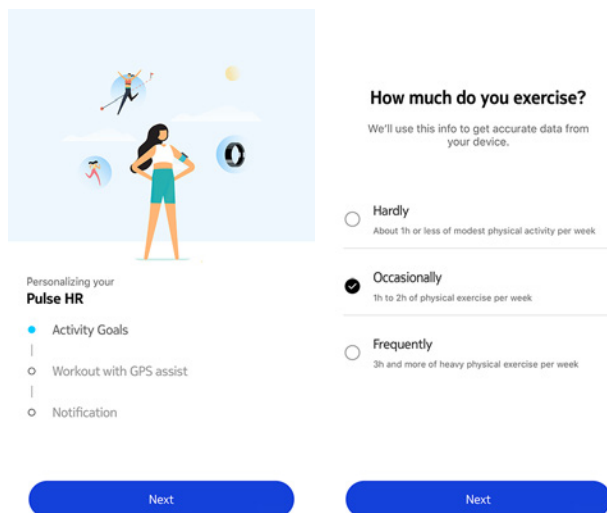 Personalizing your
Pulse HR
Activity Goals
Workout with GPS assist
Notification
Next
How much do you exercise?
We'll use this info to get accurate data from
your device.
Hardly
About 1h or less of modest physical activity per week
Occasionally
1h to 2h of physical exercise per week
Frequently
3h and more of heavy physical exercise per week
Next